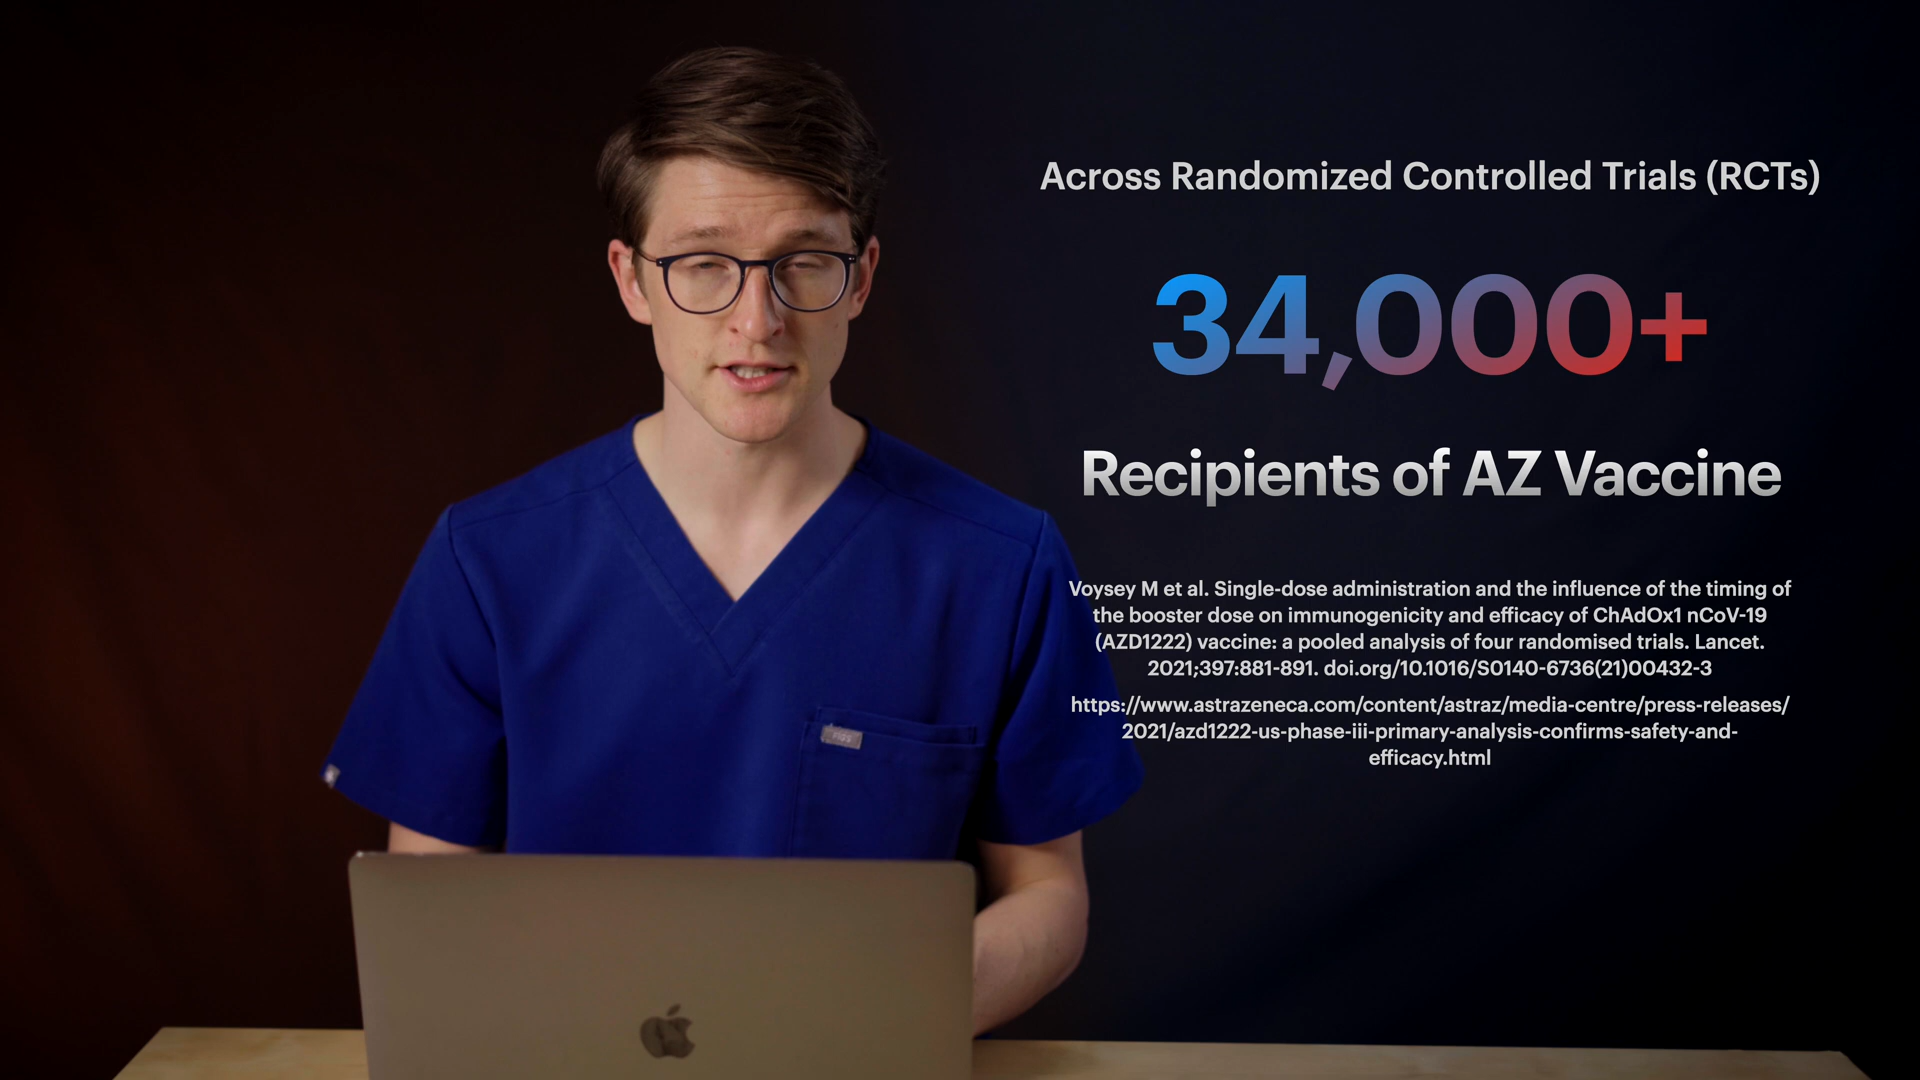 Across Randomized Controlled Trials (RCTs)
34,000+
Recipients of AZ Vaccine
Voysey M et al. Single-dose administration and the influence of the timing of
the booster dose on immunogenicity and efficacy of ChAdOx1 nCoV-19
(AZD1222) vaccine: a pooled analysis of four randomised trials. Lancet.
2021;397:881-891. doi.org/10.1016/S0140-6736(21)00432-3
https://www.astrazeneca.com/content/astraz/media-centre/press-releases/
2021/azd1222-us-phase-iii-primary-analysis-confirms-safety-and-
efficacy.html